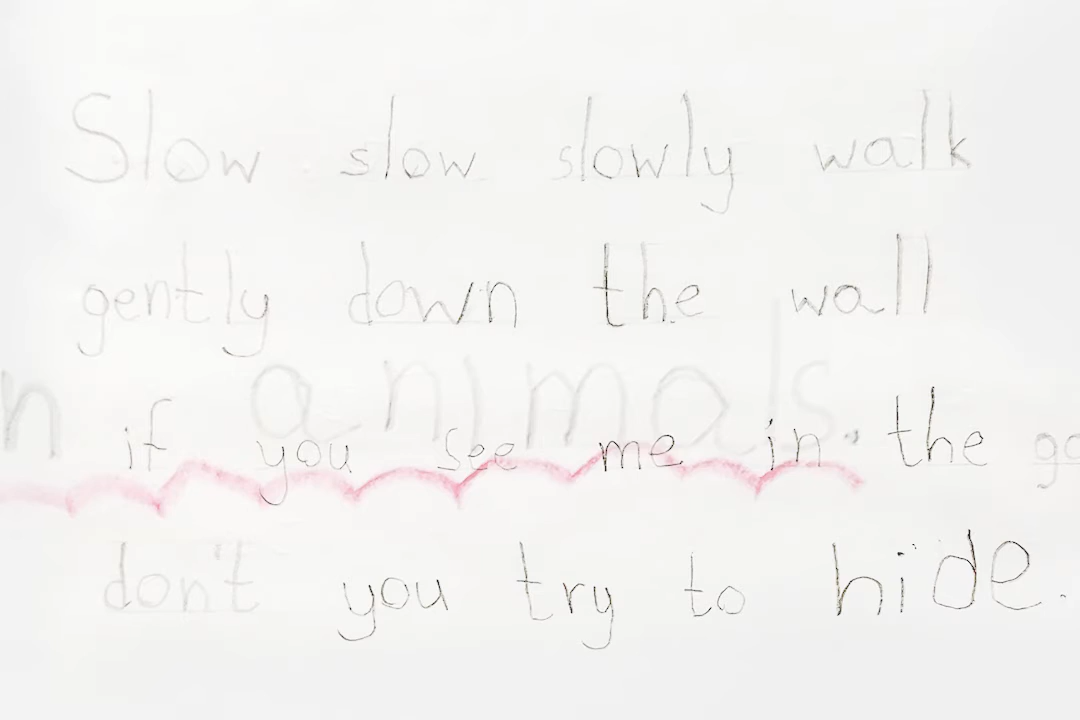 Slow slow slowly walk
gently down the wall
n animals.
if you see me in the
don't you try to hide.